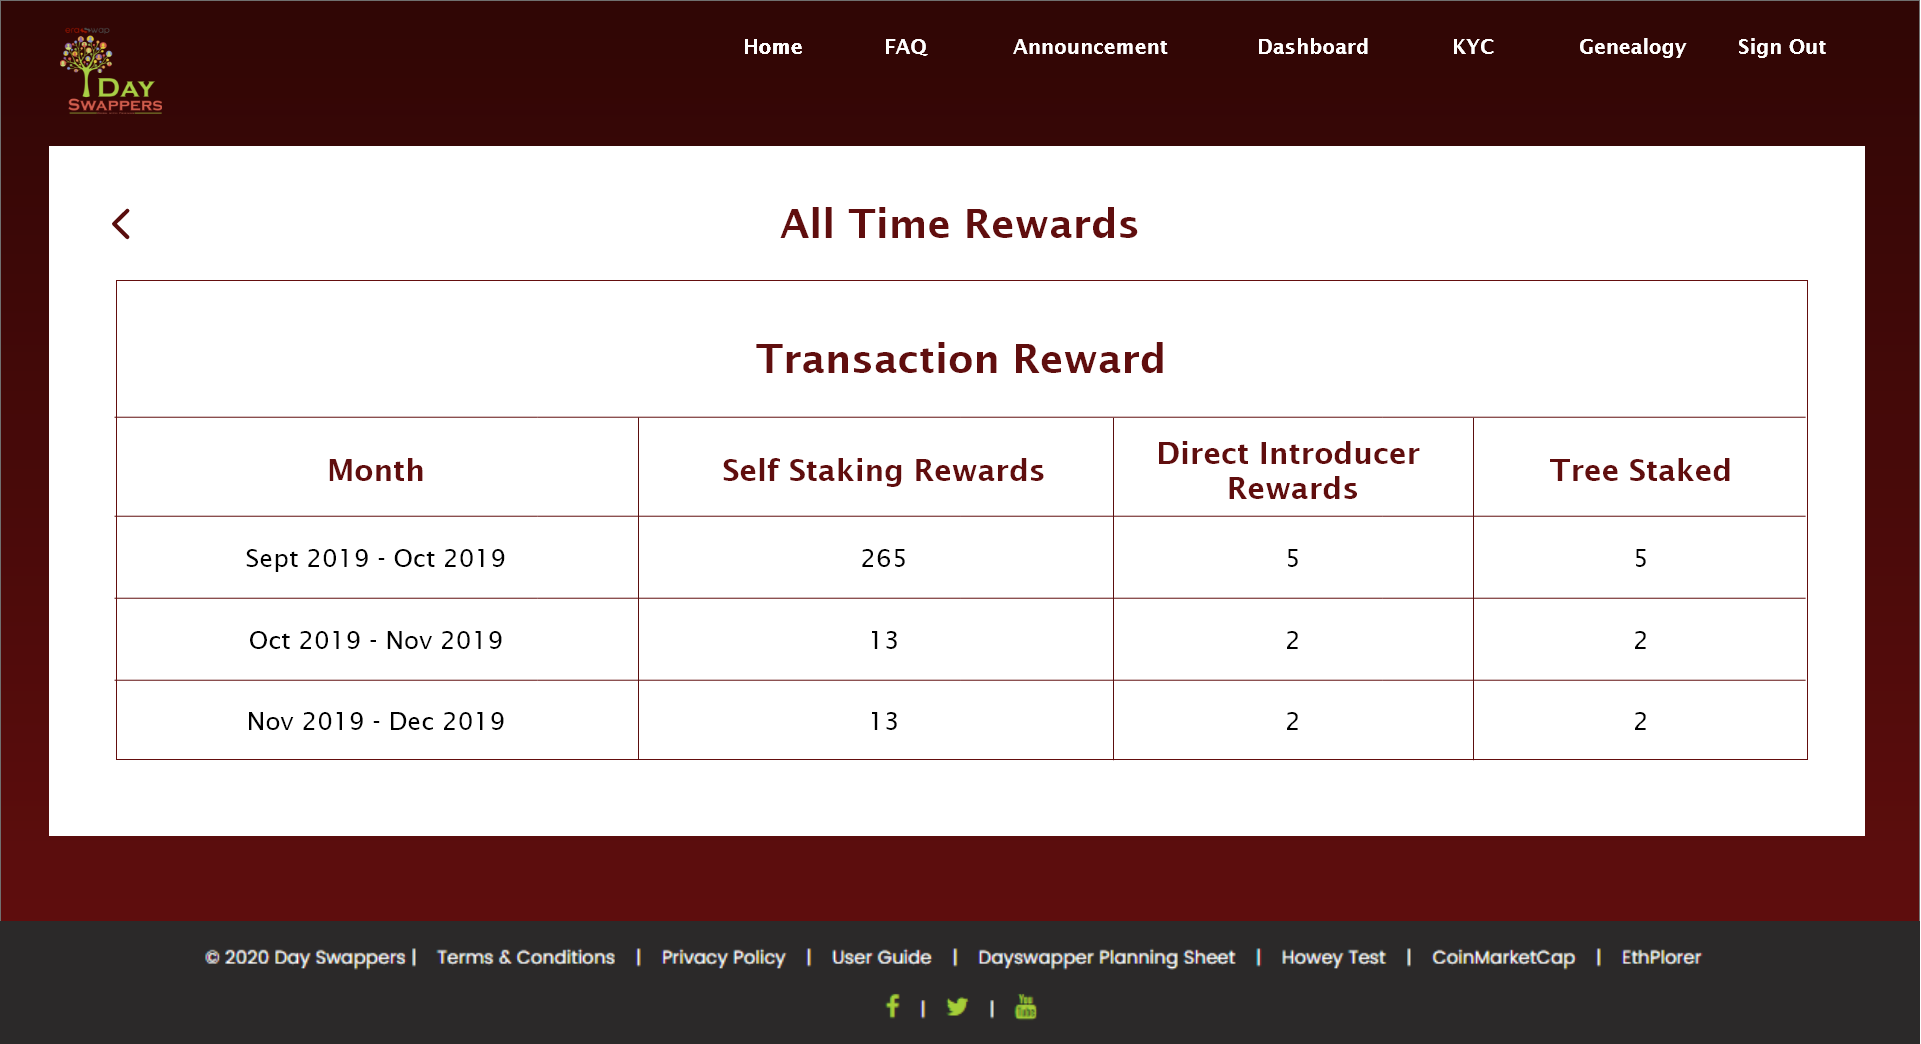 eraswap
DAY
SWAPPERS
Home FAQ Announcement Dashboard KYC Genealogy Sign Out
All Time Rewards
Transaction Reward
Month Self Staking Rewards Direct Introducer Rewards Tree Staked
Sept 2019 - Oct 2019 265 5 5
Oct 2019 - Nov 2019 13 2 2
Nov 2019 - Dec 2019 13 2 2
© 2020 Day Swappers | Terms & Conditions | Privacy Policy | User Guide | Dayswapper Planning Sheet | Howey Test | CoinMarketCap | EthPlorer
| | You Tube